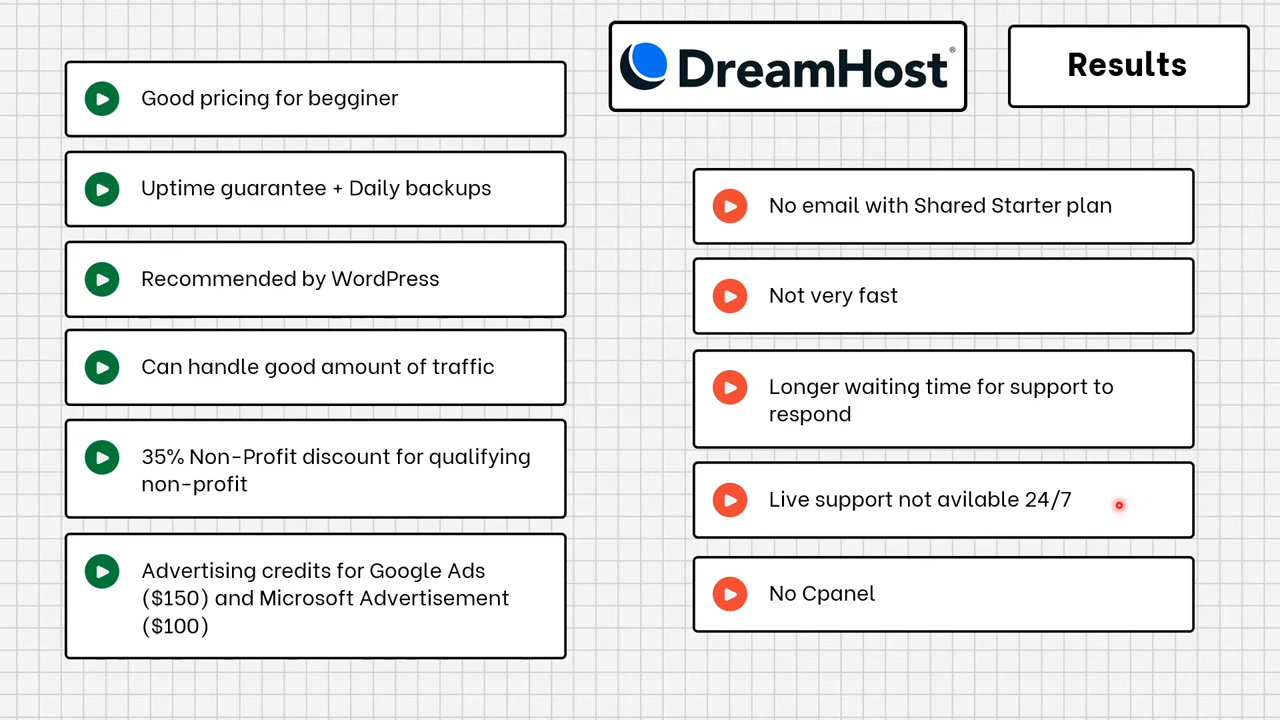 DreamHost®
Results
Good pricing for begginer
Uptime guarantee + Daily backups
Recommended by WordPress
Can handle good amount of traffic
35% Non-Profit discount for qualifying
non-profit
Advertising credits for Google Ads
($150) and Microsoft Advertisement
($100)
No email with Shared Starter plan
Not very fast
Longer waiting time for support to
respond
Live support not avilable 24/7
No Cpanel